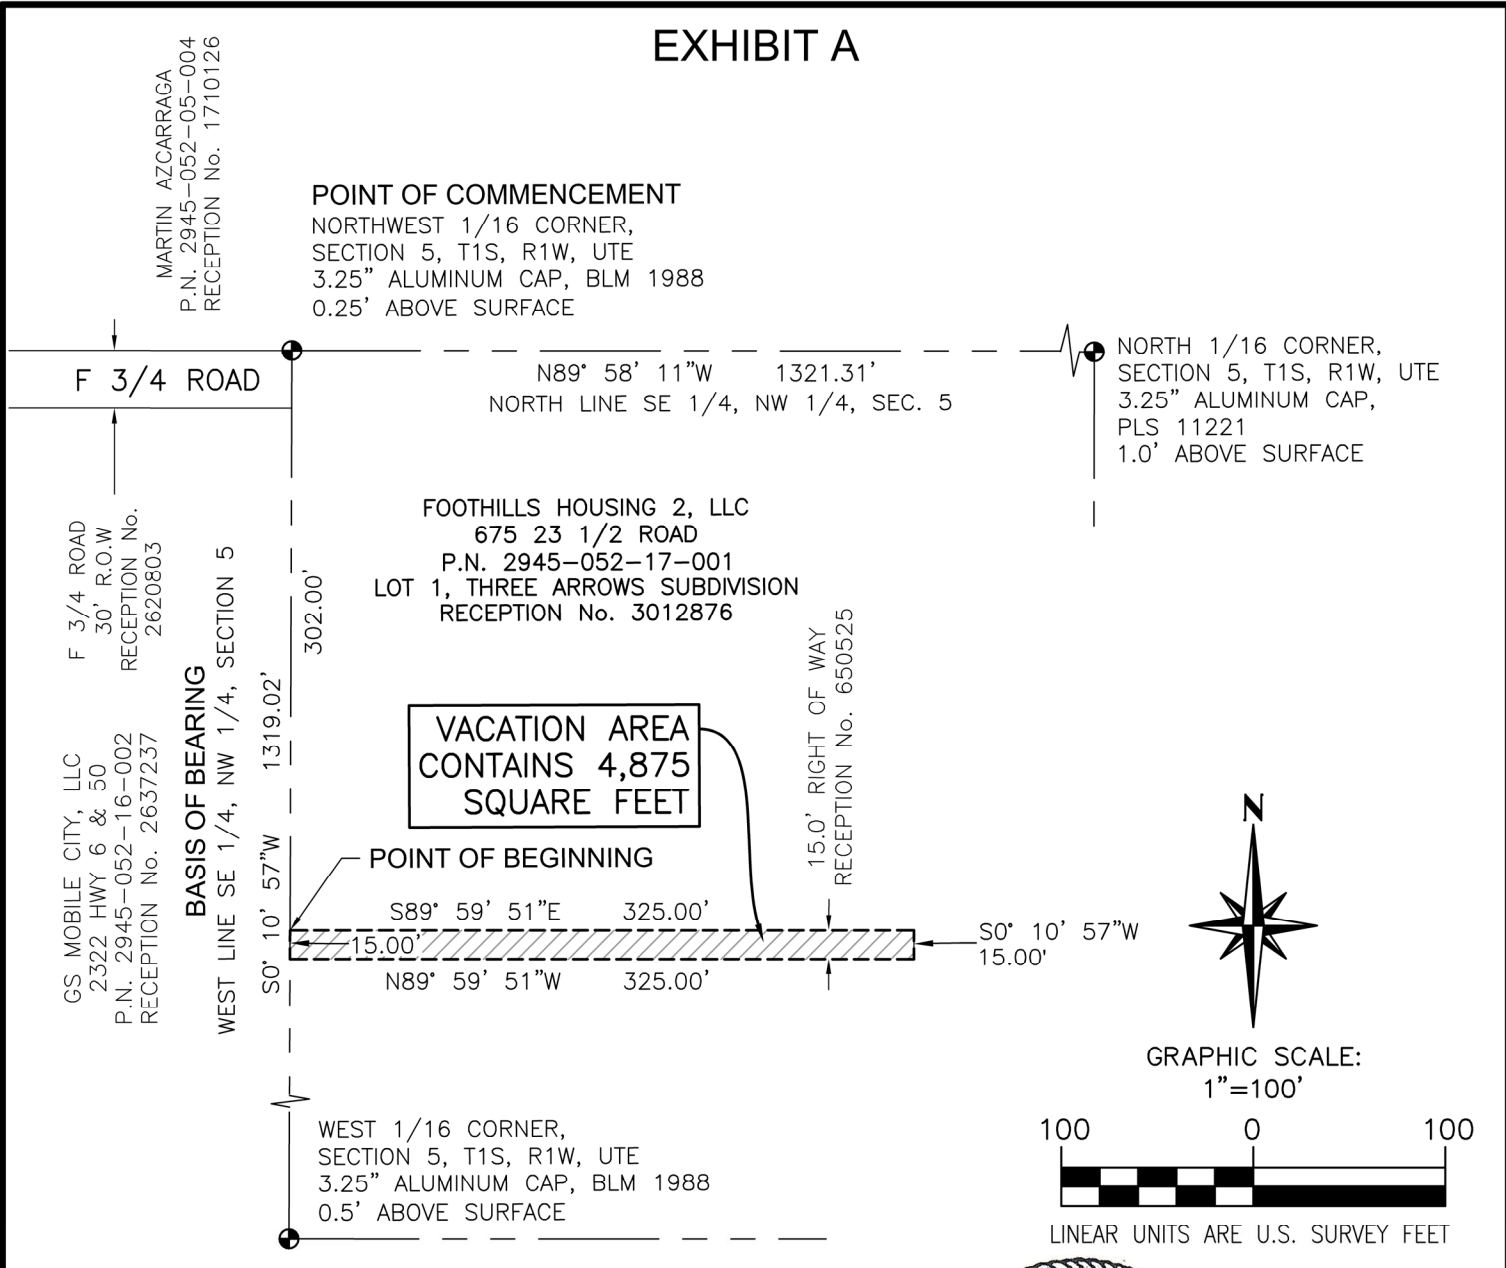 EXHIBIT A
MARTIN AZCARRAGA
P.N. 2945-052-05-004
RECEPTION No. 1710126
POINT OF COMMENCEMENT
NORTHWEST 1/16 CORNER,
SECTION 5, T1S, R1W, UTE
3.25" ALUMINUM CAP, BLM 1988
0.25' ABOVE SURFACE
F 3/4 ROAD
N89° 58' 11"W 1321.31'
NORTH LINE SE 1/4, NW 1/4, SEC. 5
NORTH 1/16 CORNER,
SECTION 5, T1S, R1W, UTE
3.25" ALUMINUM CAP,
PLS 11221
1.0' ABOVE SURFACE
F 3/4 ROAD
30' R.O.W
RECEPTION No.
2620803
FOOTHILLS HOUSING 2, LLC
675 23 1/2 ROAD
P.N. 2945-052-17-001
LOT 1, THREE ARROWS SUBDIVISION
RECEPTION No. 3012876
302.00'
GS MOBILE CITY, LLC
2322 HWY 6 & 50
P.N. 2945-052-16-002
RECEPTION No. 2637237
BASIS OF BEARING
WEST LINE SE 1/4, NW 1/4, SECTION 5
S0° 10' 57"W 1319.02'
VACATION AREA
CONTAINS 4,875
SQUARE FEET
15.0' RIGHT OF WAY
RECEPTION No. 650525
POINT OF BEGINNING
S89° 59' 51"E 325.00'
15.00'
N89° 59' 51"W 325.00'
S0° 10' 57"W
15.00'
N
GRAPHIC SCALE:
1"=100'
100 0 100
LINEAR UNITS ARE U.S. SURVEY FEET
WEST 1/16 CORNER,
SECTION 5, T1S, R1W, UTE
3.25" ALUMINUM CAP, BLM 1988
0.5' ABOVE SURFACE